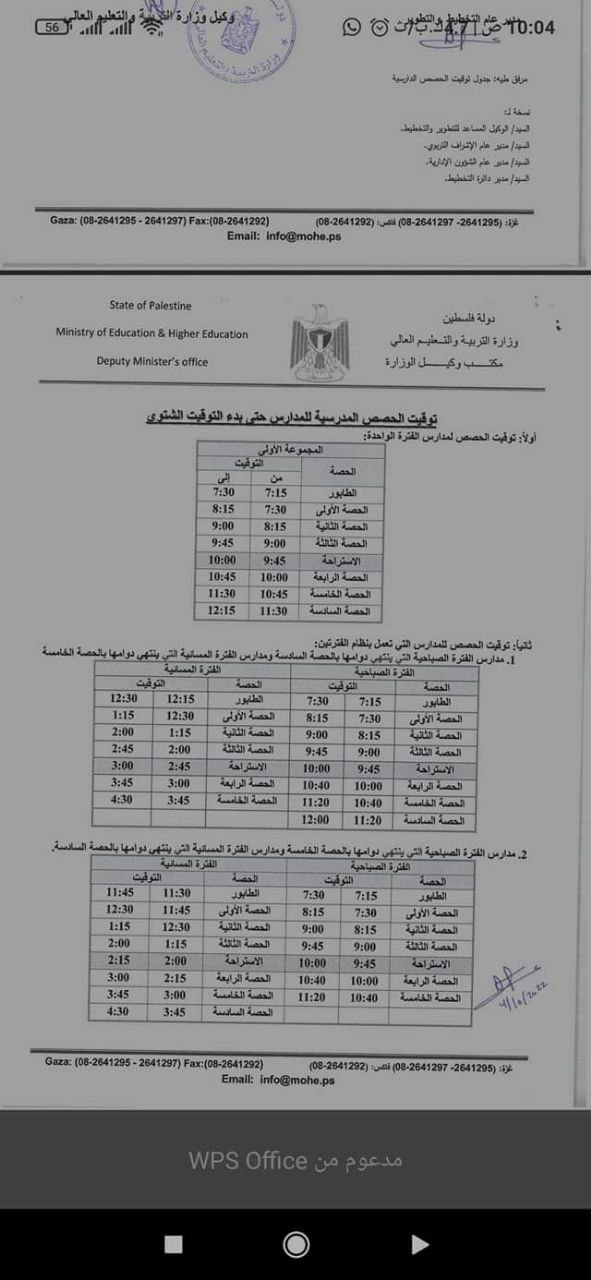 10:04 ص | 4.7 ك.ب/ث
56
وكيل وزارة التربية والتعليم العالي
مدير عام التخطيط والتطوير
مرفق طيه: جدول توقيت الحصص الدارسية
نسخة لـ:
السيد/ الوكيل المساعد للتطوير والتخطيط.
السيد/ مدير عام الإشراف التربوي.
السيد/ مدير عام الشؤون الإدارية.
السيد/ مدير دائرة التخطيط.
Gaza: (08-2641295 - 2641297) Fax:(08-2641292) غزة: (2641295- 08-2641297) فاكس: (08-2641292)
Email: info@mohe.ps
State of Palestine دولة فلسطين
Ministry of Education & Higher Education وزارة التربية والتعليم العالي
Deputy Minister's office مكتب وكيل الوزارة
توقيت الحصص المدرسية للمدارس حتى بدء التوقيت الشتوي
أولاً: توقيت الحصص لمدارس الفترة الواحدة:
المجموعة الأولى
الحصة التوقيت
من إلى
الطابور 7:15 7:30
الحصة الأولى 7:30 8:15
الحصة الثانية 8:15 9:00
الحصة الثالثة 9:00 9:45
الاستراحة 9:45 10:00
الحصة الرابعة 10:00 10:45
الحصة الخامسة 10:45 11:30
الحصة السادسة 11:30 12:15
ثانياً: توقيت الحصص للمدارس التي تعمل بنظام الفترتين:
1. مدارس الفترة الصباحية التي ينتهي دوامها بالحصة السادسة ومدارس الفترة المسائية التي ينتهي دوامها بالحصة الخامسة
الفترة الصباحية الفترة المسائية
الحصة التوقيت الحصة التوقيت
الطابور 7:15 7:30 الطابور 12:15 12:30
الحصة الأولى 7:30 8:15 الحصة الأولى 12:30 1:15
الحصة الثانية 8:15 9:00 الحصة الثانية 1:15 2:00
الحصة الثالثة 9:00 9:45 الحصة الثالثة 2:00 2:45
الاستراحة 9:45 10:00 الاستراحة 2:45 3:00
الحصة الرابعة 10:00 10:40 الحصة الرابعة 3:00 3:45
الحصة الخامسة 10:40 11:20 الحصة الخامسة 3:45 4:30
الحصة السادسة 11:20 12:00
2. مدارس الفترة الصباحية التي ينتهي دوامها بالحصة الخامسة ومدارس الفترة المسائية التي ينتهي دوامها بالحصة السادسة.
الفترة الصباحية الفترة المسائية
الحصة التوقيت الحصة التوقيت
الطابور 7:15 7:30 الطابور 11:30 11:45
الحصة الأولى 7:30 8:15 الحصة الأولى 11:45 12:30
الحصة الثانية 8:15 9:00 الحصة الثانية 12:30 1:15
الحصة الثالثة 9:00 9:45 الحصة الثالثة 1:15 2:00
الاستراحة 9:45 10:00 الاستراحة 2:00 2:15
الحصة الرابعة 10:00 10:40 الحصة الرابعة 2:15 3:00
الحصة الخامسة 10:40 11:20 الحصة الخامسة 3:00 3:45
الحصة السادسة 3:45 4:30
4/10/2022
Gaza: (08-2641295 - 2641297) Fax:(08-2641292) غزة: (2641295- 08-2641297) فاكس: (08-2641292)
Email: info@mohe.ps
مدعوم من WPS Office